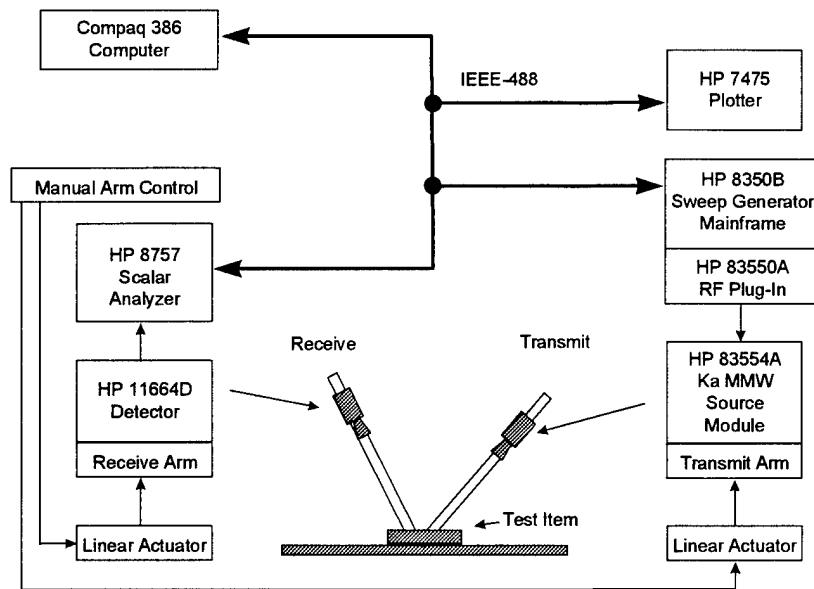 Compaq 386
Computer
IEEE-488
HP 7475
Plotter
Manual Arm Control
HP 8350B
Sweep Generator
Mainframe
HP 8757
Scalar
Analyzer
HP 83550A
RF Plug-In
Receive
Transmit
HP 11664D
Detector
HP 83554A
Ka MMW
Source
Module
Receive Arm
Transmit Arm
Test Item
Linear Actuator
Linear Actuator